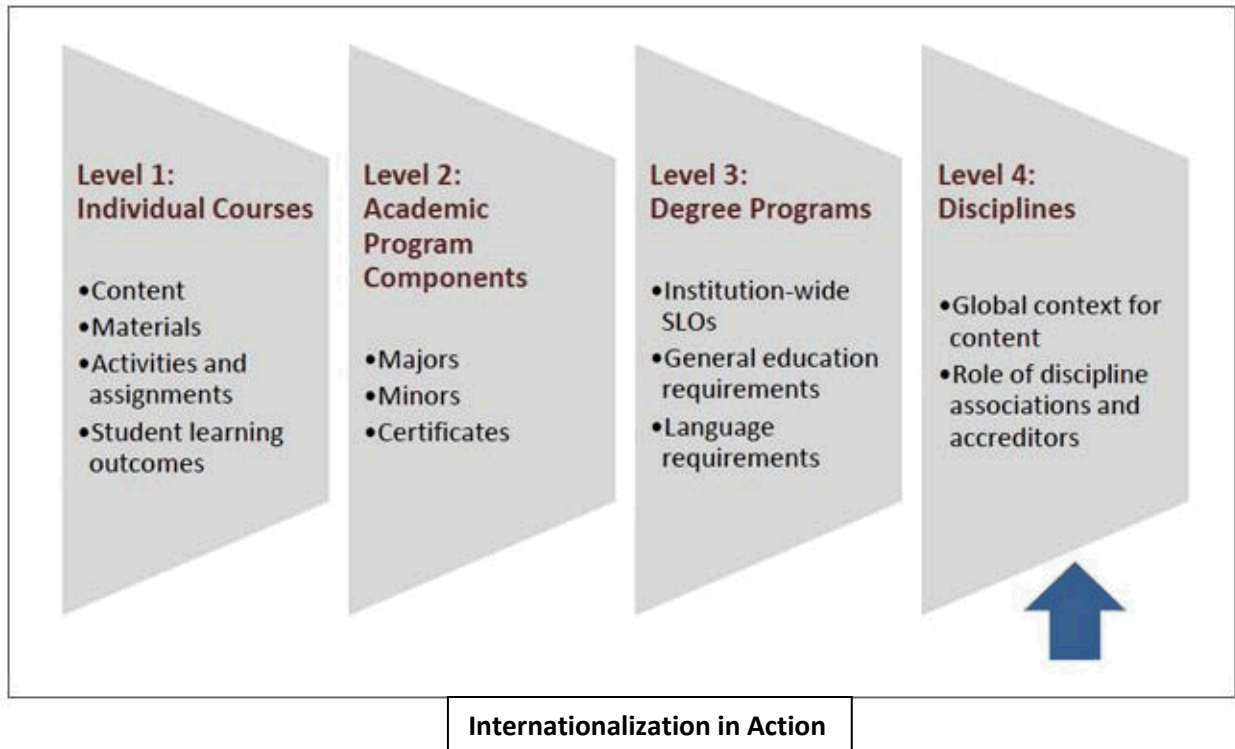 Level 1:
Individual Courses
•Content
•Materials
•Activities and
assignments
•Student learning
outcomes
Level 2:
Academic
Program
Components
•Majors
•Minors
•Certificates
Level 3:
Degree Programs
•Institution-wide
SLOs
•General education
requirements
•Language
requirements
Level 4:
Disciplines
•Global context for
content
•Role of discipline
associations and
accreditors
Internationalization in Action